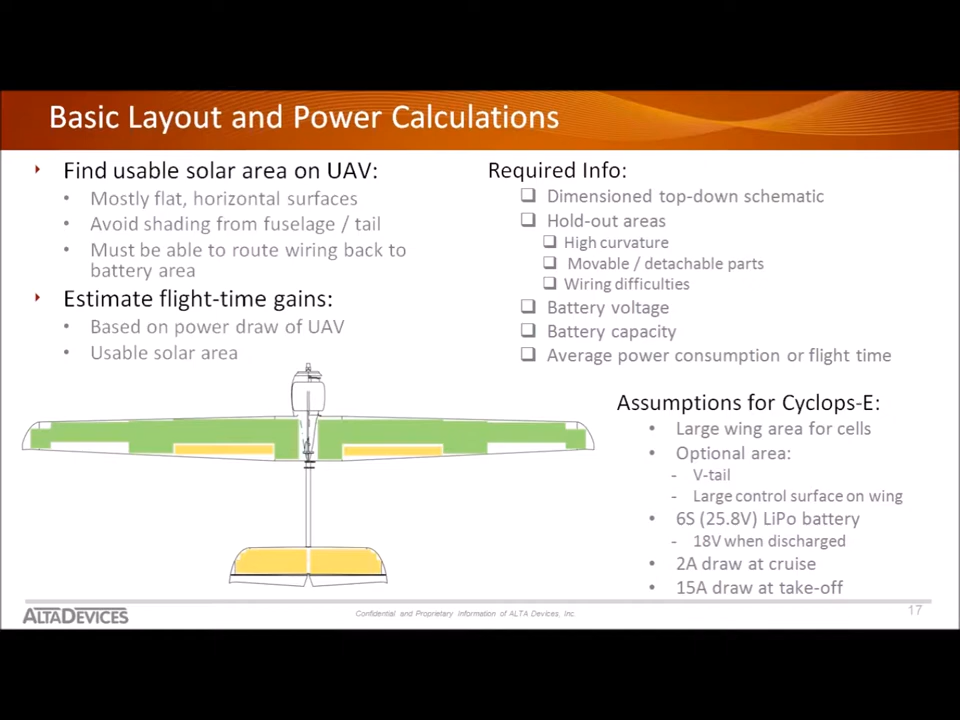 Basic Layout and Power Calculations
Find usable solar area on UAV:
Mostly flat, horizontal surfaces
Avoid shading from fuselage / tail
Must be able to route wiring back to
battery area
Estimate flight-time gains:
Based on power draw of UAV
Usable solar area
Required Info:
Dimensioned top-down schematic
Hold-out areas
High curvature
Movable / detachable parts
Wiring difficulties
Battery voltage
Battery capacity
Average power consumption or flight time
Assumptions for Cyclops-E:
Large wing area for cells
Optional area:
- V-tail
- Large control surface on wing
6S (25.8V) LiPo battery
- 18V when discharged
2A draw at cruise
15A draw at take-off
ALTADEVICES
Confidential and Proprietary Information of ALTA Devices, Inc.
17